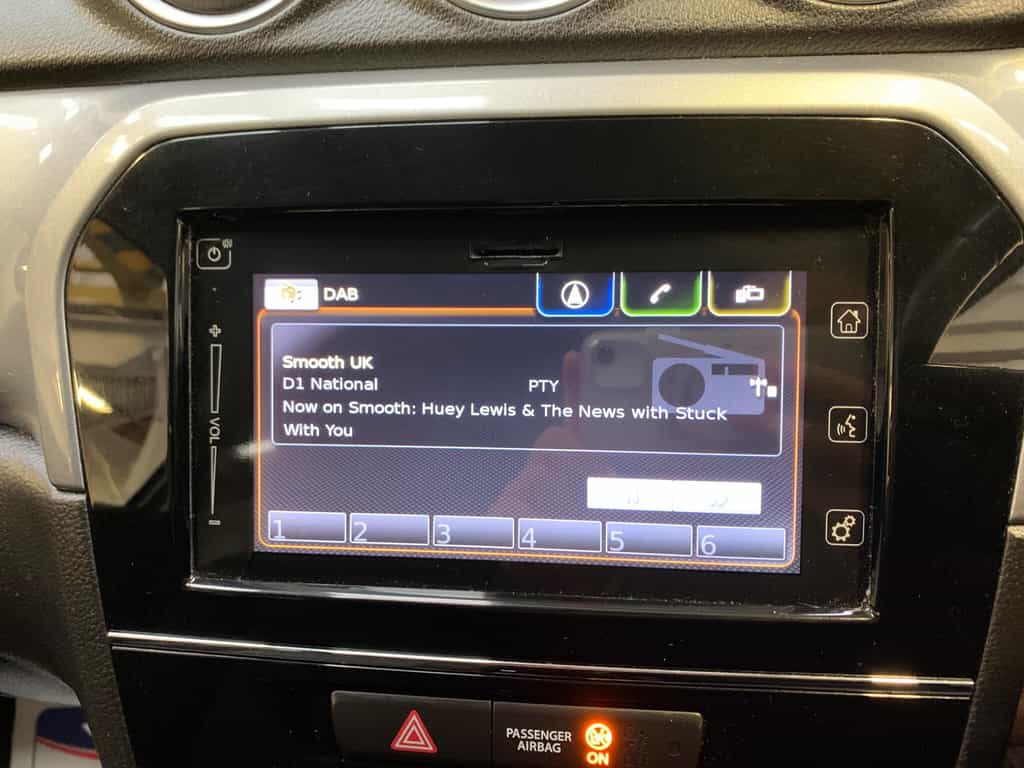 DAB
Smooth UK
D1 National PTY
Now on Smooth: Huey Lewis & The News with Stuck
With You
VOL
1 2 3 4 5 6
PASSENGER
AIRBAG
ON